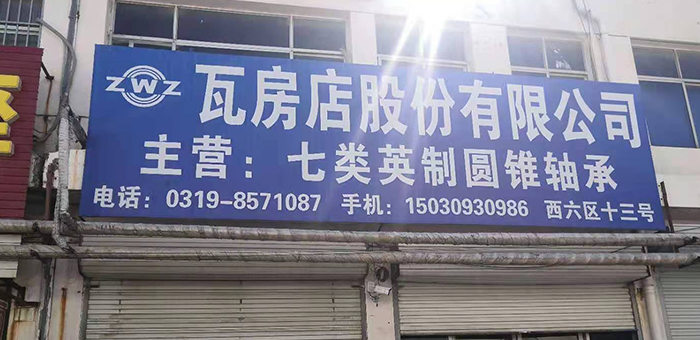 ZWZ
瓦房店股份有限公司
主营：七类英制圆锥轴承
电话：0319-8571087 手机：15030930986 西六区十三号